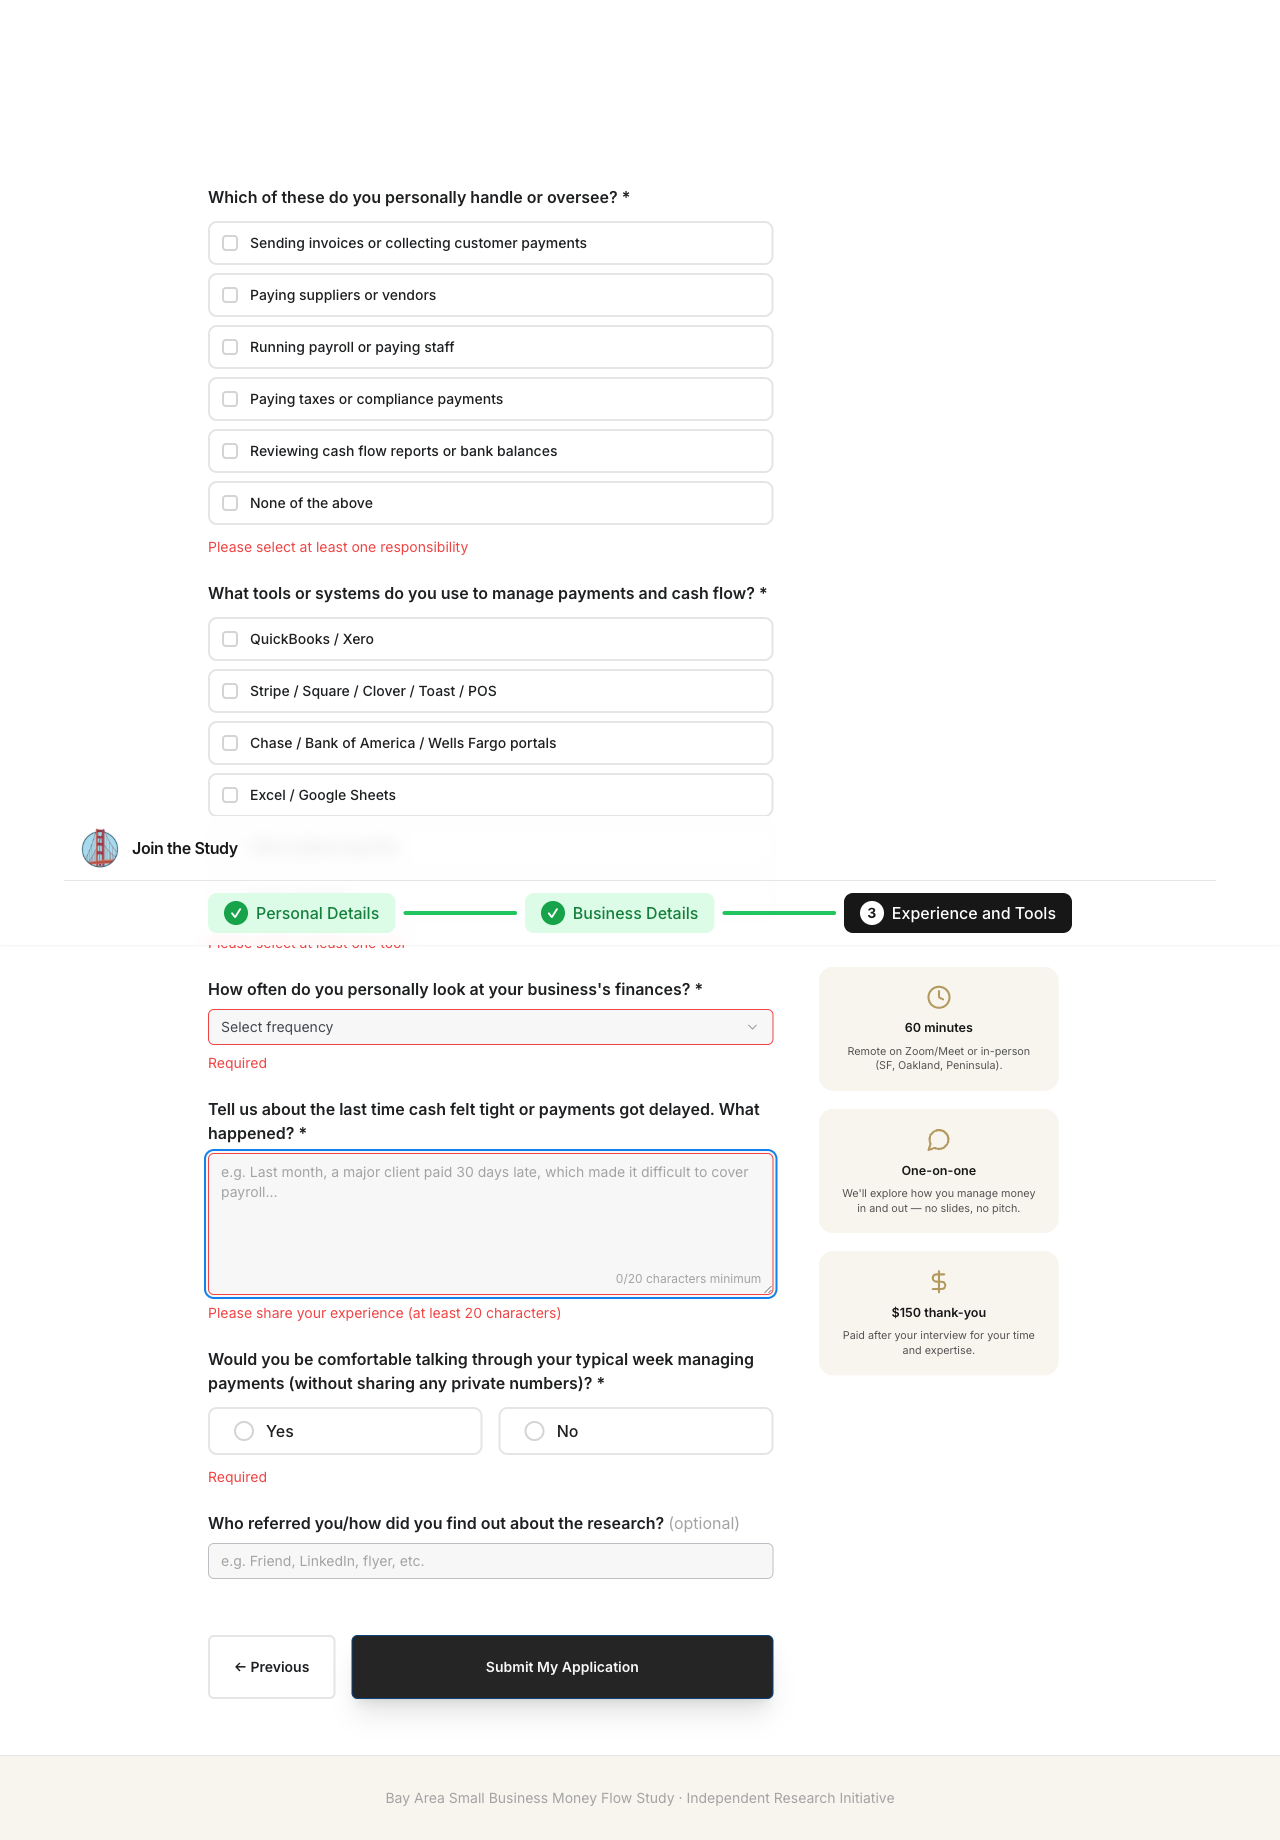 Which of these do you personally handle or oversee? *
Sending invoices or collecting customer payments
Paying suppliers or vendors
Running payroll or paying staff
Paying taxes or compliance payments
Reviewing cash flow reports or bank balances
None of the above
Please select at least one responsibility
What tools or systems do you use to manage payments and cash flow? *
QuickBooks / Xero
Stripe / Square / Clover / Toast / POS
Chase / Bank of America / Wells Fargo portals
Excel / Google Sheets
Join the Study
Personal Details
Business Details
3 Experience and Tools
Please select at least one tool
How often do you personally look at your business's finances? *
Select frequency
Required
Tell us about the last time cash felt tight or payments got delayed. What
happened? *
e.g. Last month, a major client paid 30 days late, which made it difficult to cover
payroll...
0/20 characters minimum
Please share your experience (at least 20 characters)
Would you be comfortable talking through your typical week managing
payments (without sharing any private numbers)? *
Yes
No
Required
Who referred you/how did you find out about the research? (optional)
e.g. Friend, LinkedIn, flyer, etc.
← Previous
Submit My Application
60 minutes
Remote on Zoom/Meet or in-person
(SF, Oakland, Peninsula).
One-on-one
We'll explore how you manage money
in and out — no slides, no pitch.
$150 thank-you
Paid after your interview for your time
and expertise.
Bay Area Small Business Money Flow Study · Independent Research Initiative